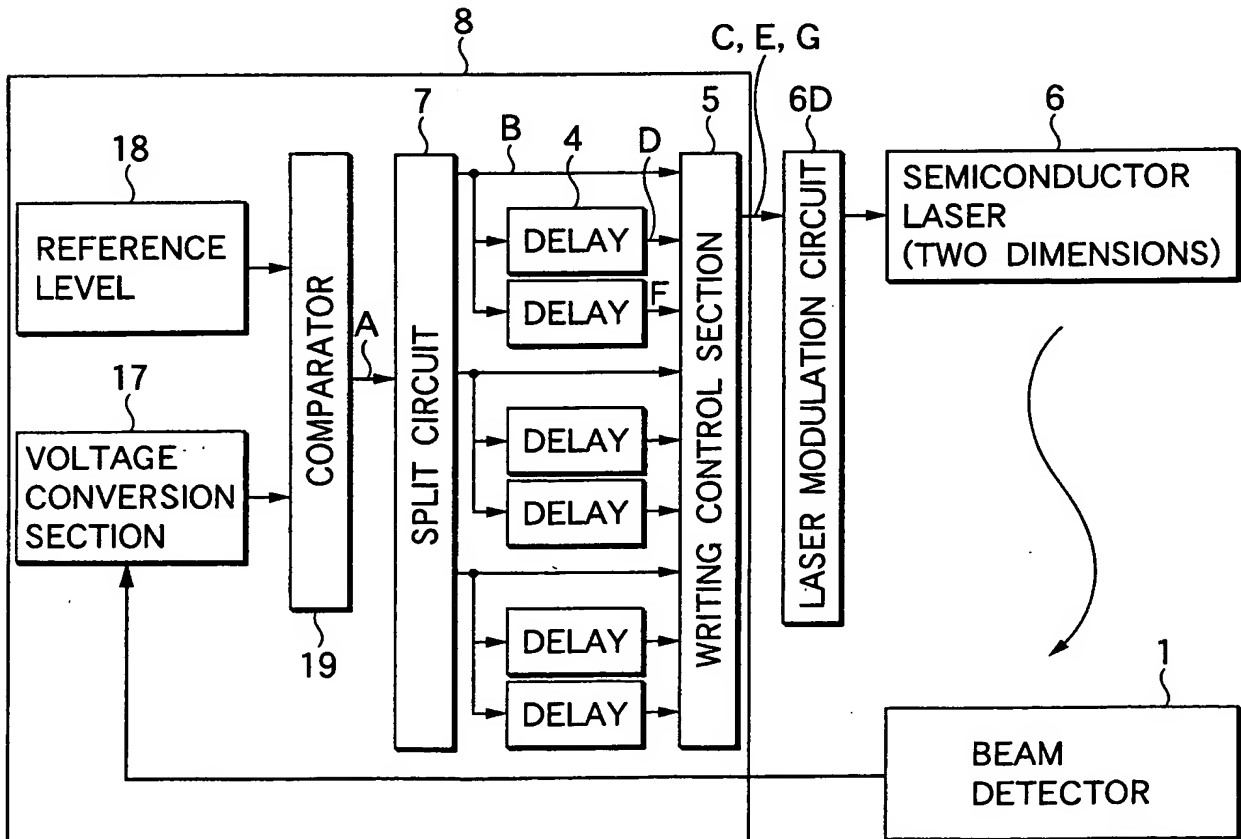 8
C, E, G
18
7
B
4
D
5
6D
6
REFERENCE
LEVEL
COMPARATOR
A
SPLIT CIRCUIT
DELAY
DELAY
F
WRITING CONTROL SECTION
LASER MODULATION CIRCUIT
SEMICONDUCTOR
LASER
(TWO DIMENSIONS)
17
VOLTAGE
CONVERSION
SECTION
19
DELAY
DELAY
DELAY
DELAY
1
BEAM
DETECTOR